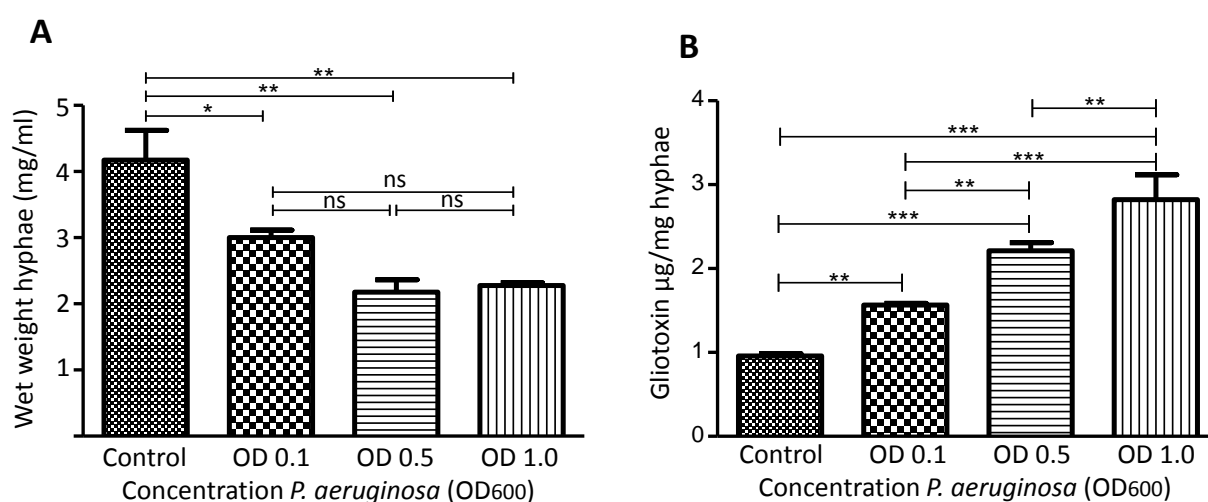 A
**
**
*
ns
ns
ns
Wet weight hyphae (mg/ml)
5
4
3
2
1
Control
OD 0.1
OD 0.5
OD 1.0
Concentration P. aeruginosa (OD600)
B
**
***
***
**
***
**
Gliotoxin µg/mg hyphae
4
3
2
1
0
Control
OD 0.1
OD 0.5
OD 1.0
Concentration P. aeruginosa (OD600)